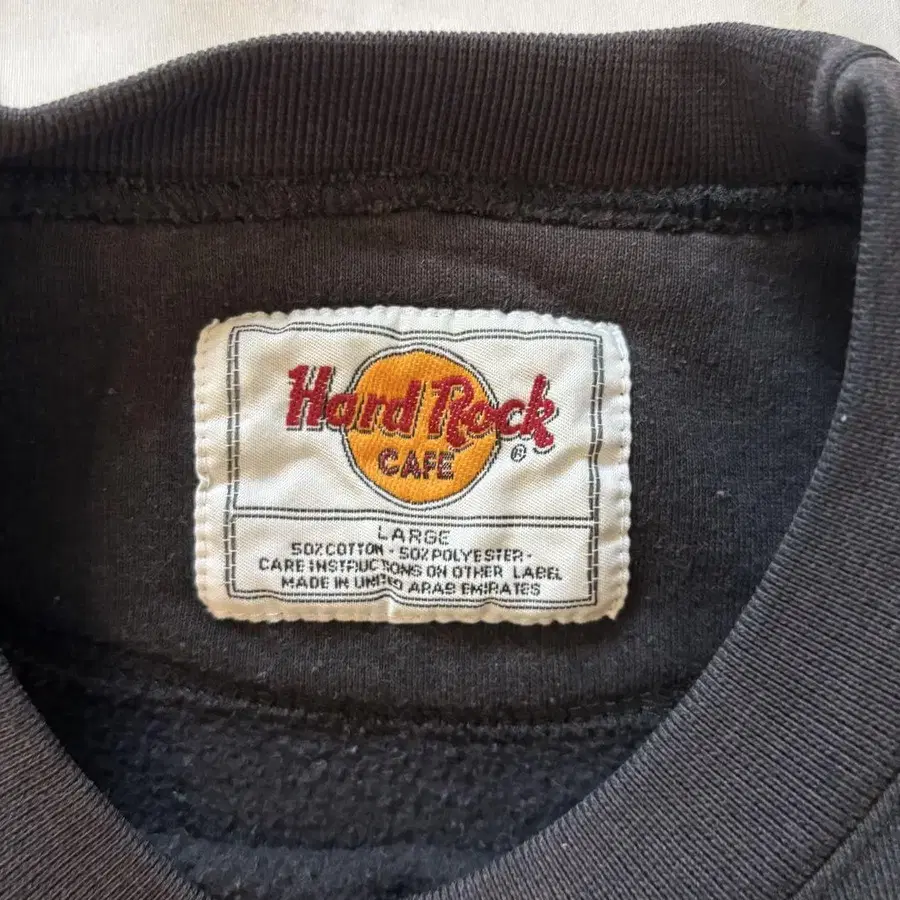 Hard Rock
CAFE
®
LARGE
50% COTTON - 50% POLYESTER -
CARE INSTRUCTIONS ON OTHER LABEL
MADE IN UNITED ARAB EMIRATES